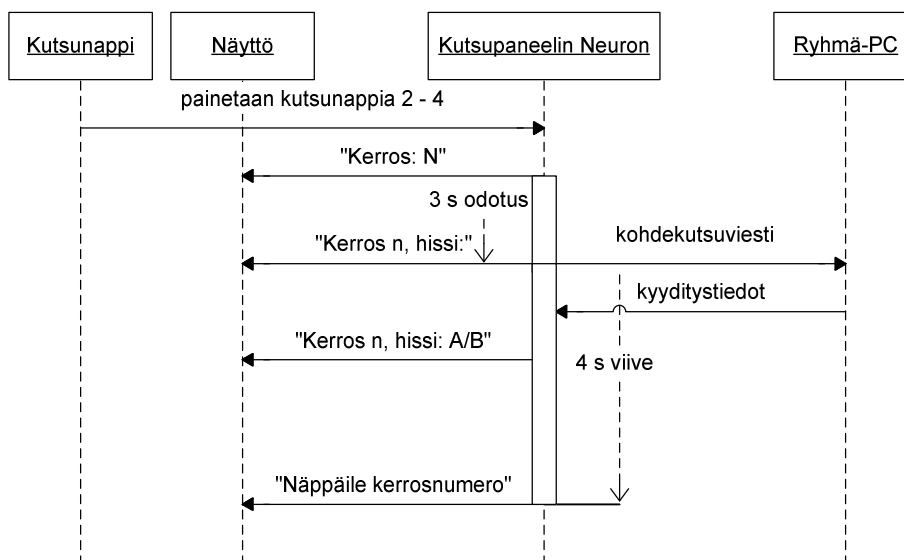 Kutsunappi
Näyttö
Kutsupaneelin Neuron
Ryhmä-PC
painetaan kutsunappia 2 - 4
"Kerros: N"
3 s odotus
"Kerros n, hissi:"
kohdekutsuviesti
kyyditystiedot
"Kerros n, hissi: A/B"
4 s viive
"Näppäile kerrosnumero"